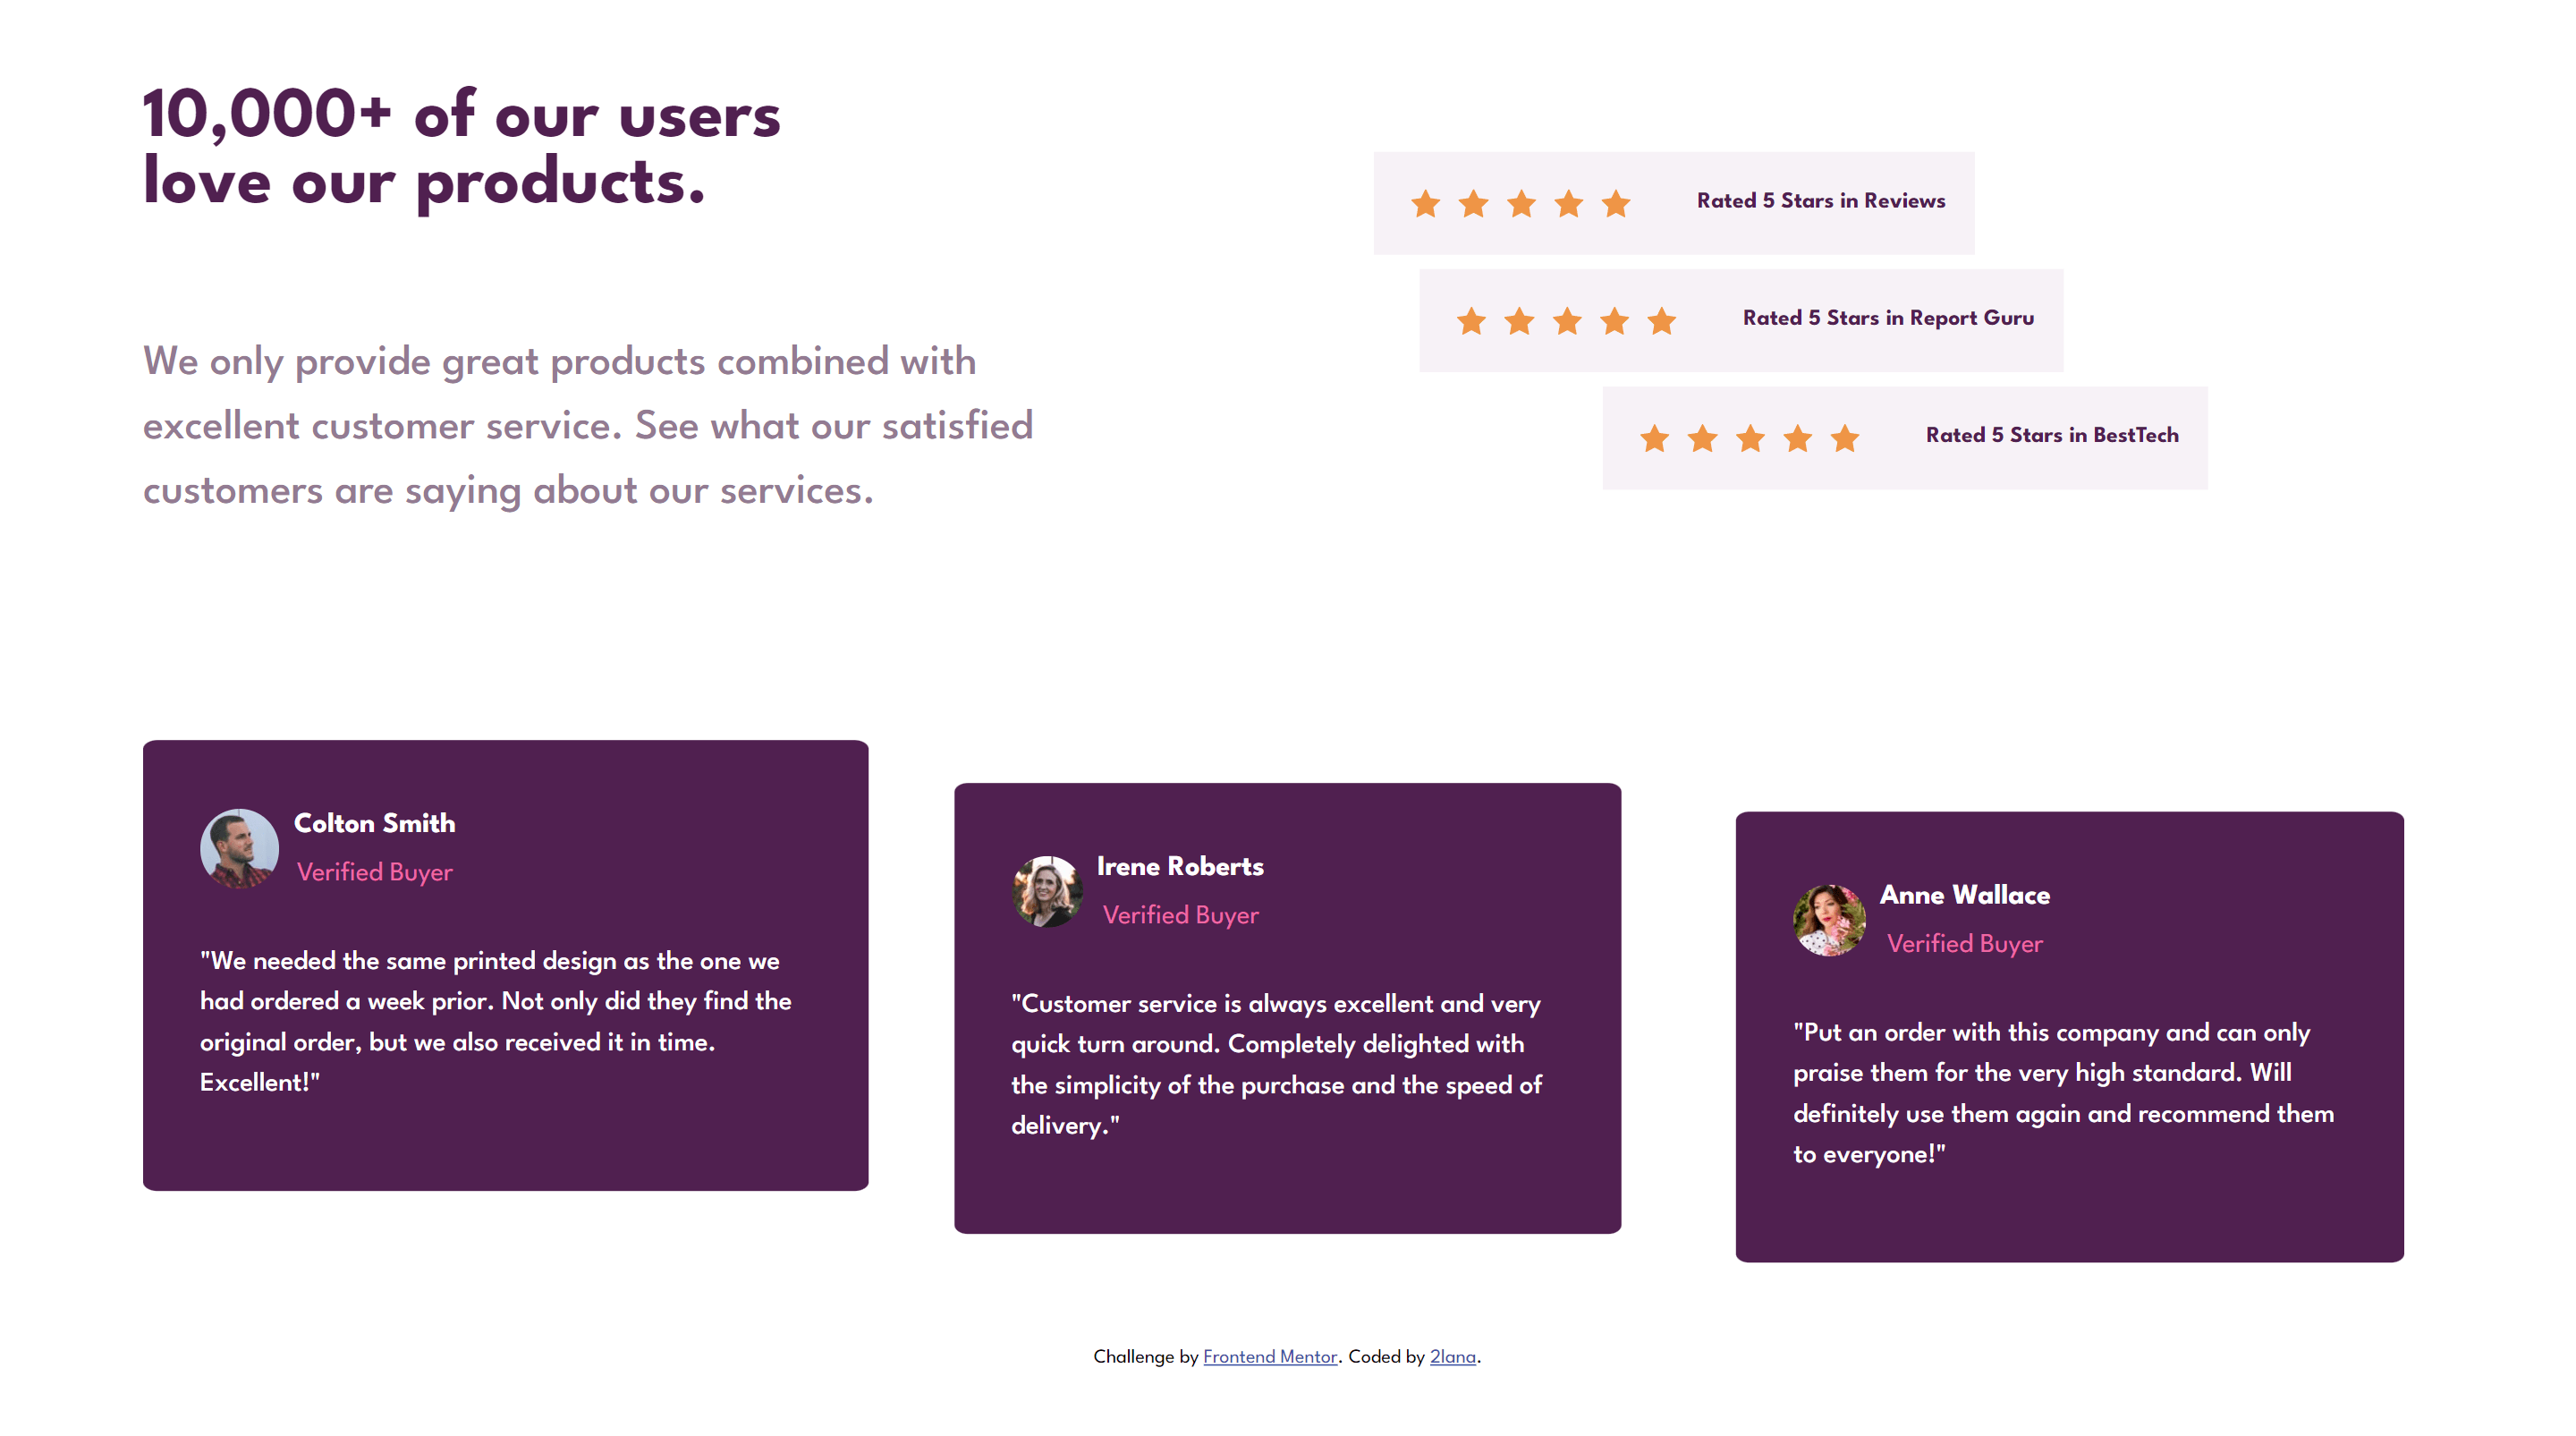 10,000+ of our users
love our products.
We only provide great products combined with
excellent customer service. See what our satisfied
customers are saying about our services.
Rated 5 Stars in Reviews
Rated 5 Stars in Report Guru
Rated 5 Stars in BestTech
Colton Smith
Verified Buyer
"We needed the same printed design as the one we
had ordered a week prior. Not only did they find the
original order, but we also received it in time.
Excellent!"
Irene Roberts
Verified Buyer
"Customer service is always excellent and very
quick turn around. Completely delighted with
the simplicity of the purchase and the speed of
delivery."
Anne Wallace
Verified Buyer
"Put an order with this company and can only
praise them for the very high standard. Will
definitely use them again and recommend them
to everyone!"
Challenge by Frontend Mentor. Coded by 2lana.